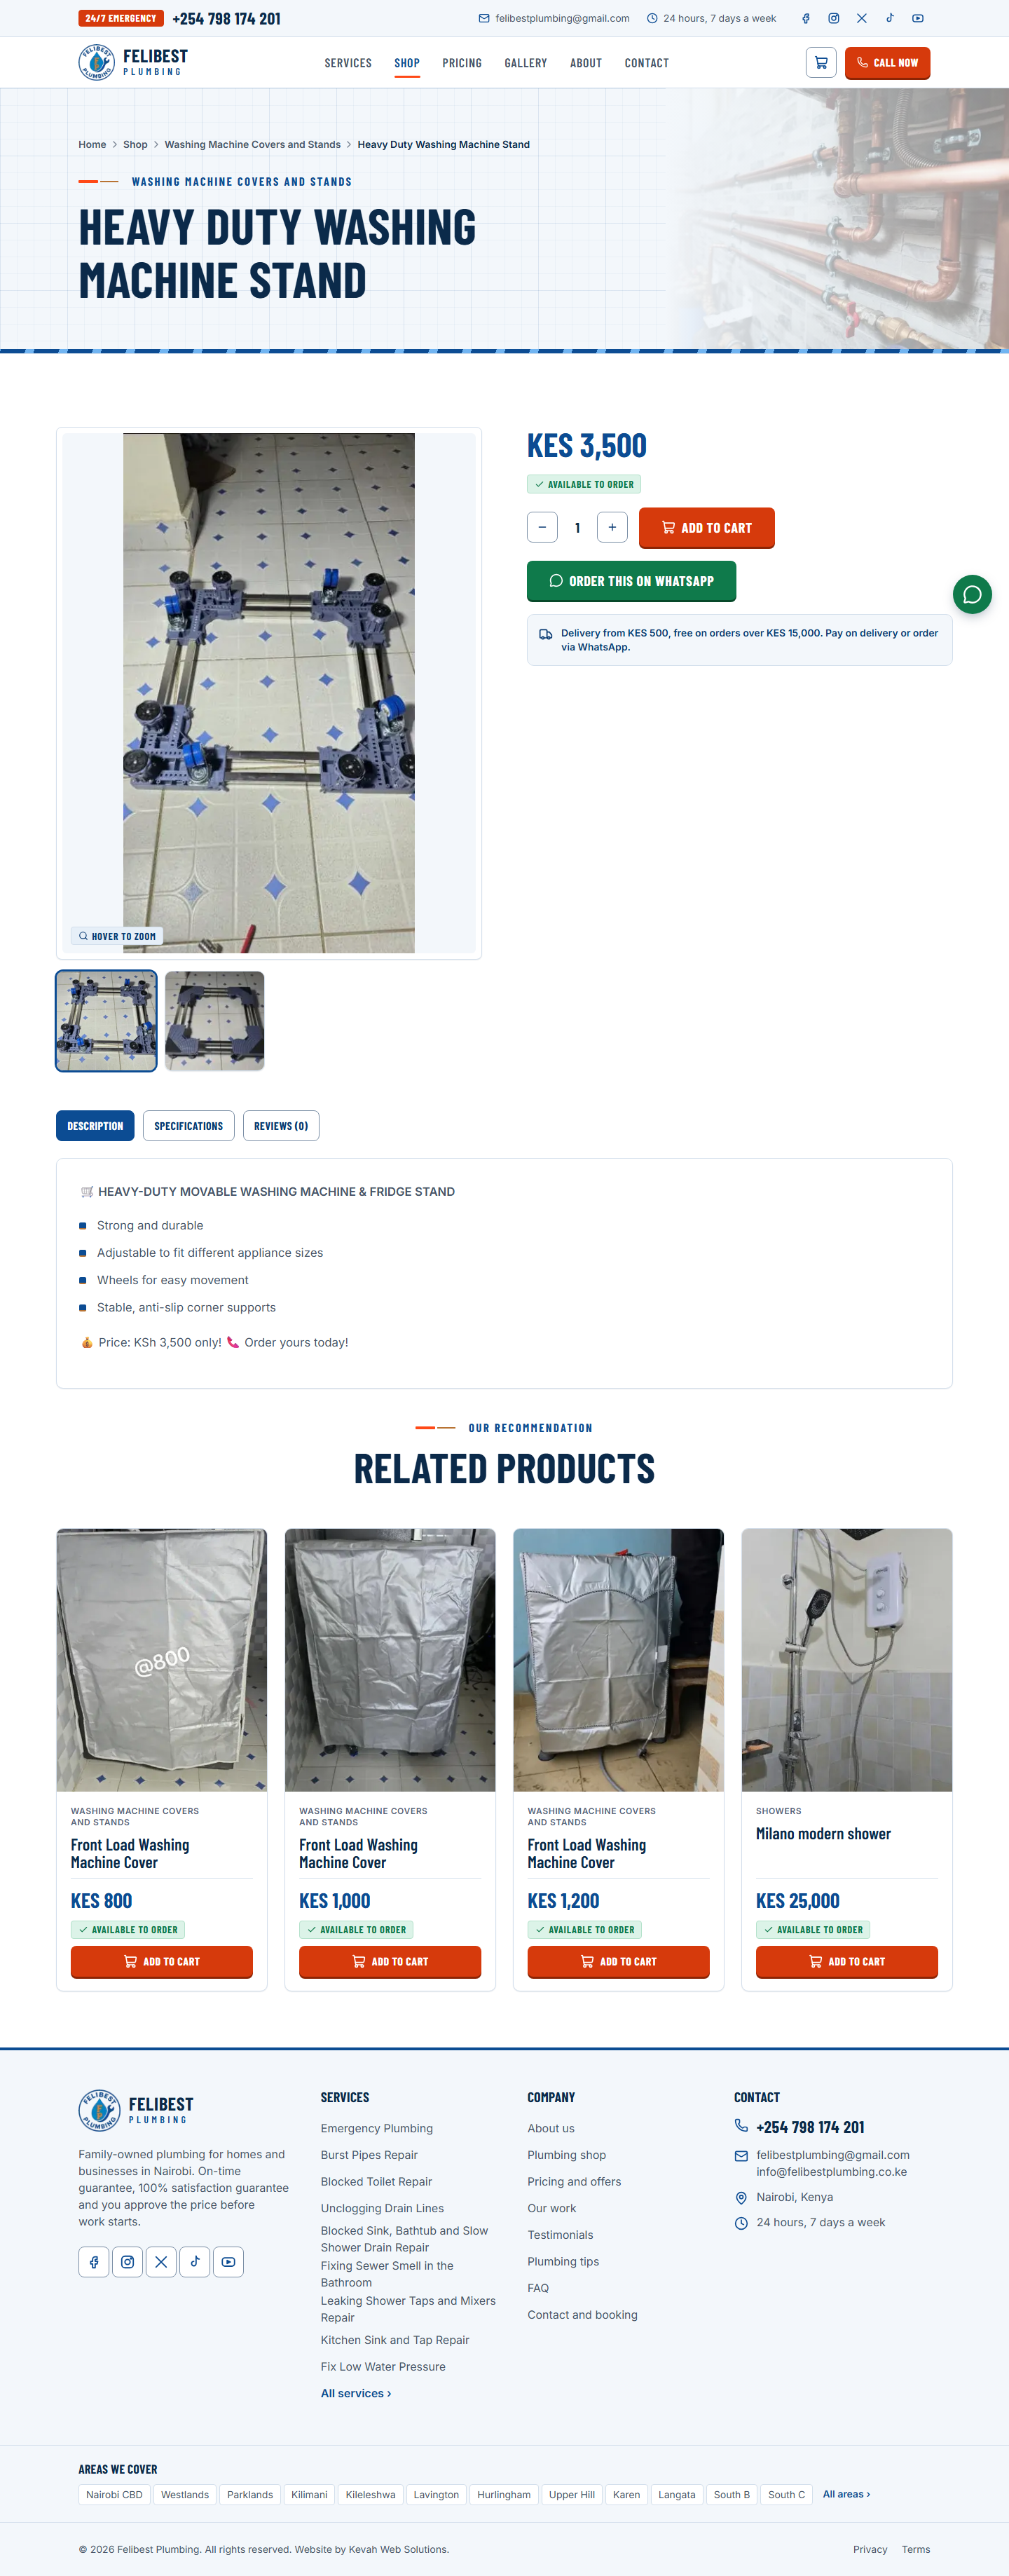 24/7 EMERGENCY +254 798 174 201 felibestplumbing@gmail.com 24 hours, 7 days a week
FELIBEST
PLUMBING
SERVICES SHOP PRICING GALLERY ABOUT CONTACT
CALL NOW
Home > Shop > Washing Machine Covers and Stands > Heavy Duty Washing Machine Stand
WASHING MACHINE COVERS AND STANDS
HEAVY DUTY WASHING
MACHINE STAND
KES 3,500
AVAILABLE TO ORDER
− 1 + ADD TO CART
ORDER THIS ON WHATSAPP
Delivery from KES 500, free on orders over KES 15,000. Pay on delivery or order
via WhatsApp.
HOVER TO ZOOM
DESCRIPTION SPECIFICATIONS REVIEWS (0)
🛒 HEAVY-DUTY MOVABLE WASHING MACHINE & FRIDGE STAND
Strong and durable
Adjustable to fit different appliance sizes
Wheels for easy movement
Stable, anti-slip corner supports
💰 Price: KSh 3,500 only! 📞 Order yours today!
OUR RECOMMENDATION
RELATED PRODUCTS
@800
WASHING MACHINE COVERS
AND STANDS
Front Load Washing
Machine Cover
KES 800
AVAILABLE TO ORDER
ADD TO CART
WASHING MACHINE COVERS
AND STANDS
Front Load Washing
Machine Cover
KES 1,000
AVAILABLE TO ORDER
ADD TO CART
WASHING MACHINE COVERS
AND STANDS
Front Load Washing
Machine Cover
KES 1,200
AVAILABLE TO ORDER
ADD TO CART
SHOWERS
Milano modern shower
KES 25,000
AVAILABLE TO ORDER
ADD TO CART
FELIBEST
PLUMBING
Family-owned plumbing for homes and
businesses in Nairobi. On-time
guarantee, 100% satisfaction guarantee
and you approve the price before
work starts.
SERVICES
Emergency Plumbing
Burst Pipes Repair
Blocked Toilet Repair
Unclogging Drain Lines
Blocked Sink, Bathtub and Slow
Shower Drain Repair
Fixing Sewer Smell in the
Bathroom
Leaking Shower Taps and Mixers
Repair
Kitchen Sink and Tap Repair
Fix Low Water Pressure
All services ›
COMPANY
About us
Plumbing shop
Pricing and offers
Our work
Testimonials
Plumbing tips
FAQ
Contact and booking
CONTACT
+254 798 174 201
felibestplumbing@gmail.com
info@felibestplumbing.co.ke
Nairobi, Kenya
24 hours, 7 days a week
AREAS WE COVER
Nairobi CBD Westlands Parklands Kilimani Kileleshwa Lavington Hurlingham Upper Hill Karen Langata South B South C All areas ›
© 2026 Felibest Plumbing. All rights reserved. Website by Kevah Web Solutions.
Privacy Terms